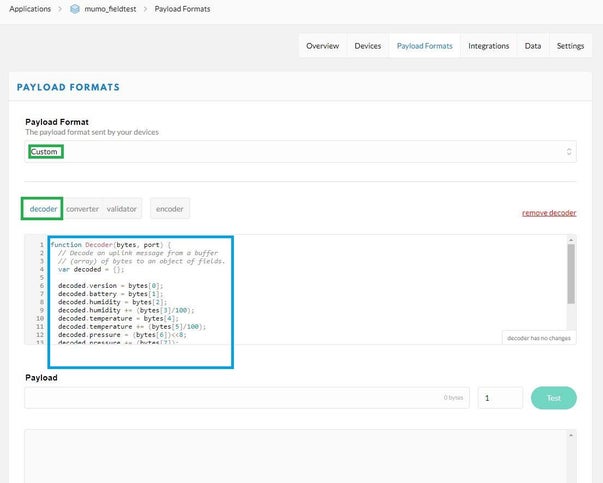 Applications > mumo_fieldtest > Payload Formats
Overview Devices Payload Formats Integrations Data Settings
PAYLOAD FORMATS
Payload Format
The payload format sent by your devices
Custom
decoder converter validator encoder
remove decoder
1 function Decoder(bytes, port) {
2 // Decode an uplink message from a buffer
3 // (array) of bytes to an object of fields.
4 var decoded = {};
5
6 decoded.version = bytes[0];
7 decoded.battery = bytes[1];
8 decoded.humidity = bytes[2];
9 decoded.humidity += (bytes[3]/100);
10 decoded.temperature = bytes[4];
11 decoded.temperature += (bytes[5]/100);
12 decoded.pressure = (bytes[6])<<8;
13 decoded.pressure += (bytes[7]);
decoder has no changes
Payload
0 bytes
1
Test